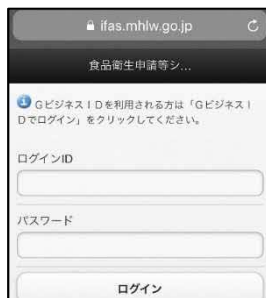 ifas.mhlw.go.jp
食品衛生申請等シ...
GビジネスIDを利用される方は「GビジネスI
Dでログイン」をクリックしてください。
ログインID
パスワード
ログイン